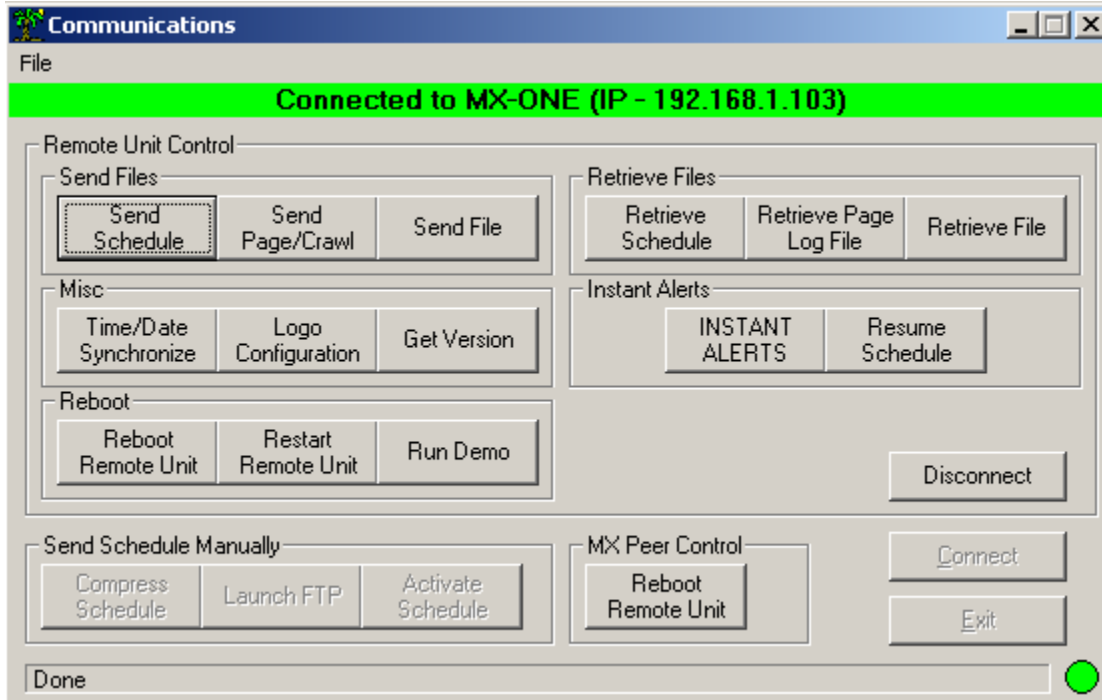 Communications
File
Connected to MX-ONE (IP - 192.168.1.103)
Remote Unit Control
Send Files
Send
Schedule
Send
Page/Crawl
Send File
Retrieve Files
Retrieve
Schedule
Retrieve Page
Log File
Retrieve File
Misc
Time/Date
Synchronize
Logo
Configuration
Get Version
Instant Alerts
INSTANT
ALERTS
Resume
Schedule
Reboot
Reboot
Remote Unit
Restart
Remote Unit
Run Demo
Disconnect
Send Schedule Manually
Compress
Schedule
Launch FTP
Activate
Schedule
MX Peer Control
Reboot
Remote Unit
Connect
Exit
Done